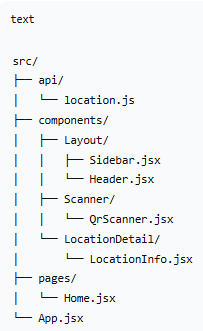 text
src/
├── api/
│   └── location.js
├── components/
│   ├── Layout/
│   │   ├── Sidebar.jsx
│   │   └── Header.jsx
│   ├── Scanner/
│   │   └── QrScanner.jsx
│   └── LocationDetail/
│       └── LocationInfo.jsx
├── pages/
│   └── Home.jsx
└── App.jsx